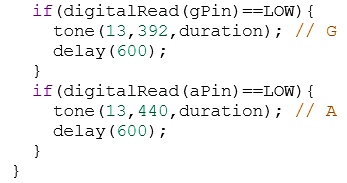 if(digitalRead(gPin)==LOW){
tone(13,392,duration); // G
delay(600);
}
if(digitalRead(aPin)==LOW){
tone(13,440,duration); // A
delay(600);
}
}